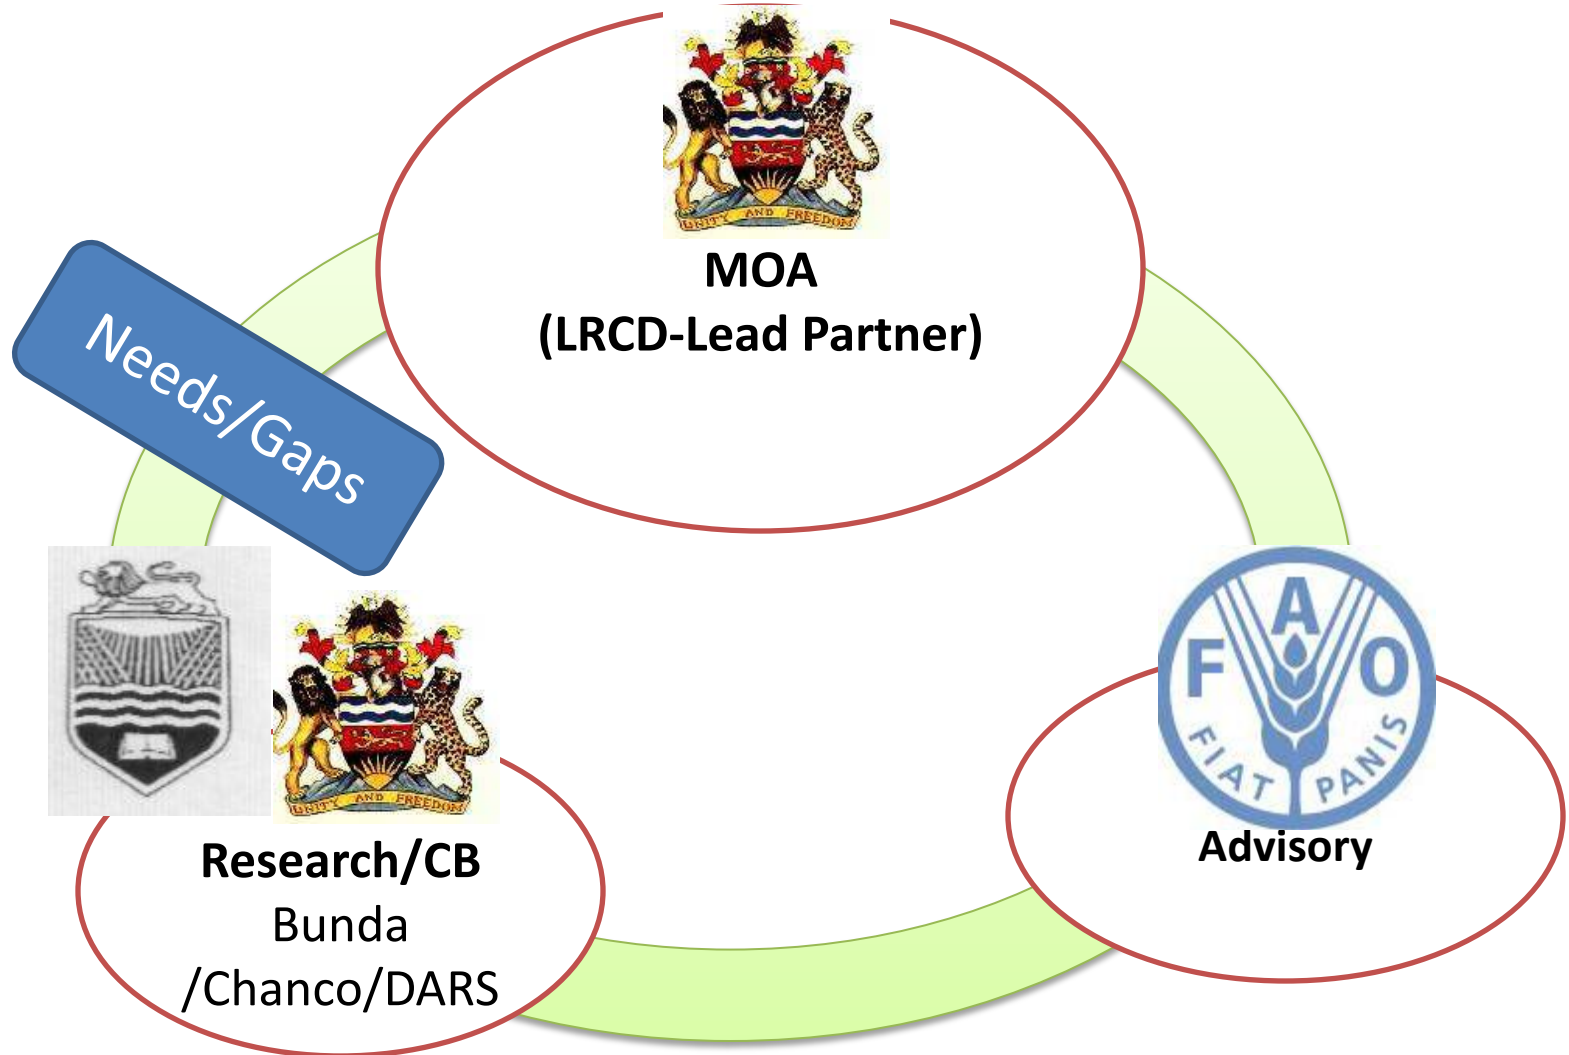 UNITY AND FREEDOM
MOA
(LRCD-Lead Partner)
Needs/Gaps
UNITY AND FREEDOM
Research/CB
Bunda
/Chanco/DARS
F A O
FIAT PANIS
Advisory